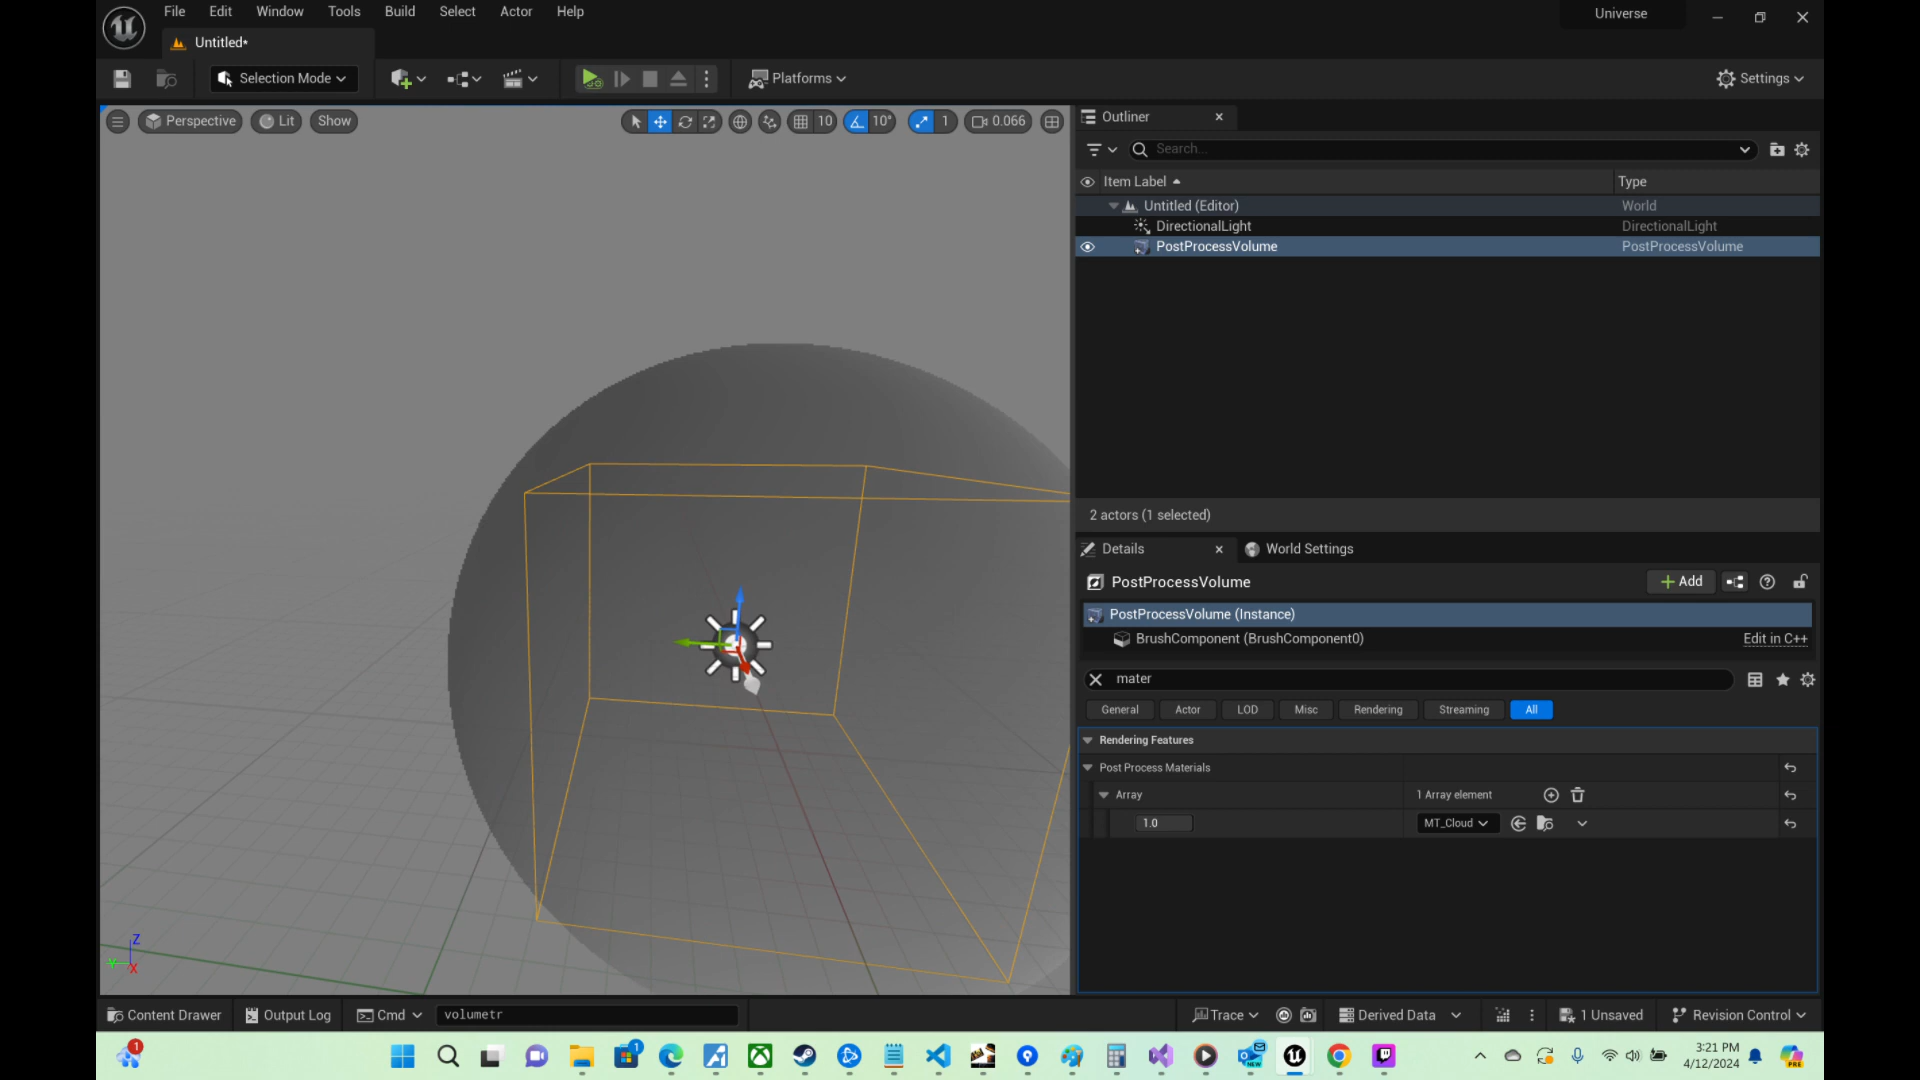 File Edit Window Tools Build Select Actor Help
Universe
Untitled*
Selection Mode
Platforms
Settings
Perspective Lit Show
10 10° 1 0.066
Outliner
Search...
Item Label Type
Untitled (Editor) World
DirectionalLight DirectionalLight
PostProcessVolume PostProcessVolume
2 actors (1 selected)
Details World Settings
PostProcessVolume
Add
PostProcessVolume (Instance)
BrushComponent (BrushComponent0) Edit in C++
mater
General Actor LOD Misc Rendering Streaming All
Rendering Features
Post Process Materials
Array 1 Array element
1.0 MT_Cloud
Z
Y X
Content Drawer Output Log Cmd volumetr
Trace Derived Data 1 Unsaved Revision Control
1
1
NEW
3:21 PM
4/12/2024
PRE